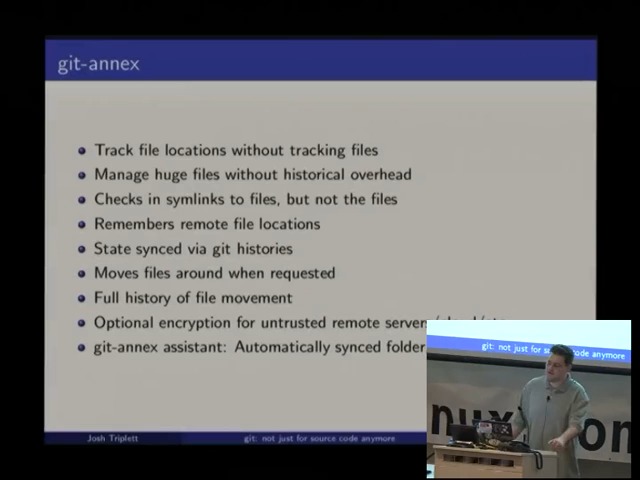 git-annex
Track file locations without tracking files
Manage huge files without historical overhead
Checks in symlinks to files, but not the files
Remembers remote file locations
State synced via git histories
Moves files around when requested
Full history of file movement
Optional encryption for untrusted remote server
git-annex assistant: Automatically synced folder
Josh Triplett
git: not just for source code anymore
git: not just for source code anymore